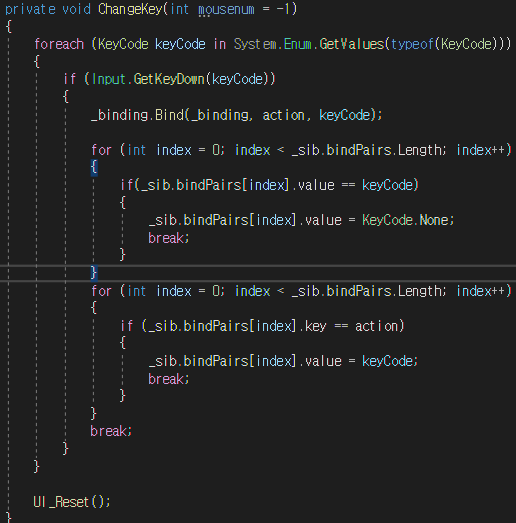 private void ChangeKey(int mousenum = -1)
{
foreach (KeyCode keyCode in System.Enum.GetValues(typeof(KeyCode)))
{
if (Input.GetKeyDown(keyCode))
{
_binding.Bind(_binding, action, keyCode);
for (int index = 0; index < _sib.bindPairs.Length; index++)
{
if(_sib.bindPairs[index].value == keyCode)
{
_sib.bindPairs[index].value = KeyCode.None;
break;
}
}
for (int index = 0; index < _sib.bindPairs.Length; index++)
{
if (_sib.bindPairs[index].key == action)
{
_sib.bindPairs[index].value = keyCode;
break;
}
}
break;
}
}
UI_Reset();
}